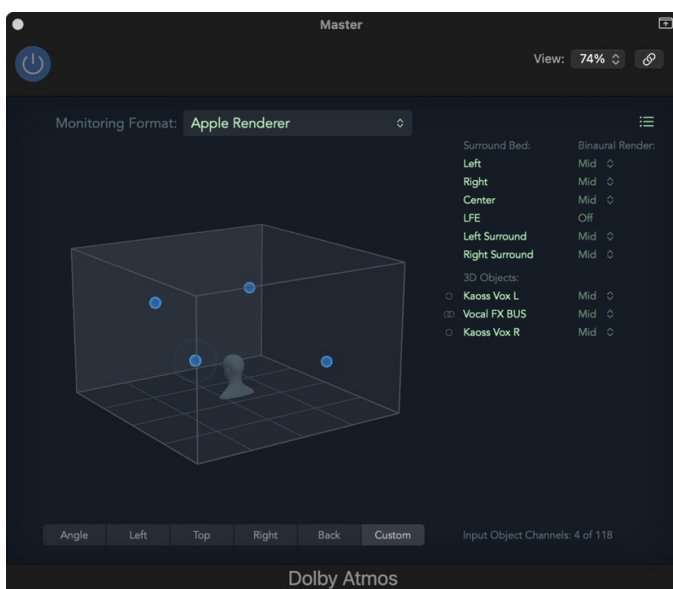 Master
View: 74%
Monitoring Format: Apple Renderer
Surround Bed: Binaural Render:
Left Mid
Right Mid
Center Mid
LFE Off
Left Surround Mid
Right Surround Mid
3D Objects:
Kaoss Vox L Mid
Vocal FX BUS Mid
Kaoss Vox R Mid
Angle Left Top Right Back Custom
Input Object Channels: 4 of 118
Dolby Atmos